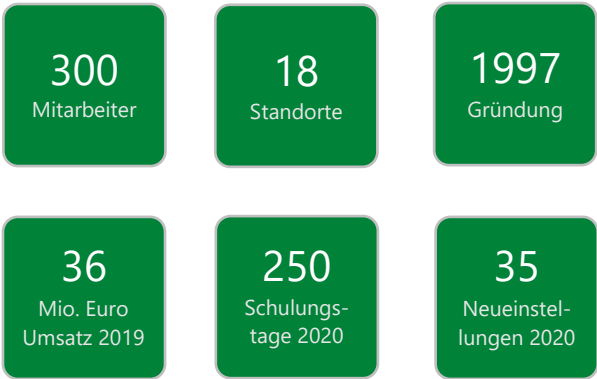 300
Mitarbeiter
18
Standorte
1997
Gründung
36
Mio. Euro
Umsatz 2019
250
Schulungs-
tage 2020
35
Neueinstel-
lungen 2020